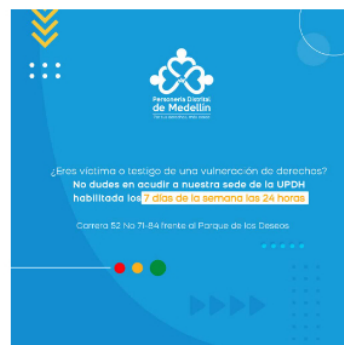 Personería Distrital
de Medellín
¿Eres víctima o testigo de una vulneración de derechos?
No dudes en acudir a nuestra sede de la UPDH
habilitada los 7 días de la semana las 24 horas
Carrera 52 No 71-84 frente al Parque de los Deseos